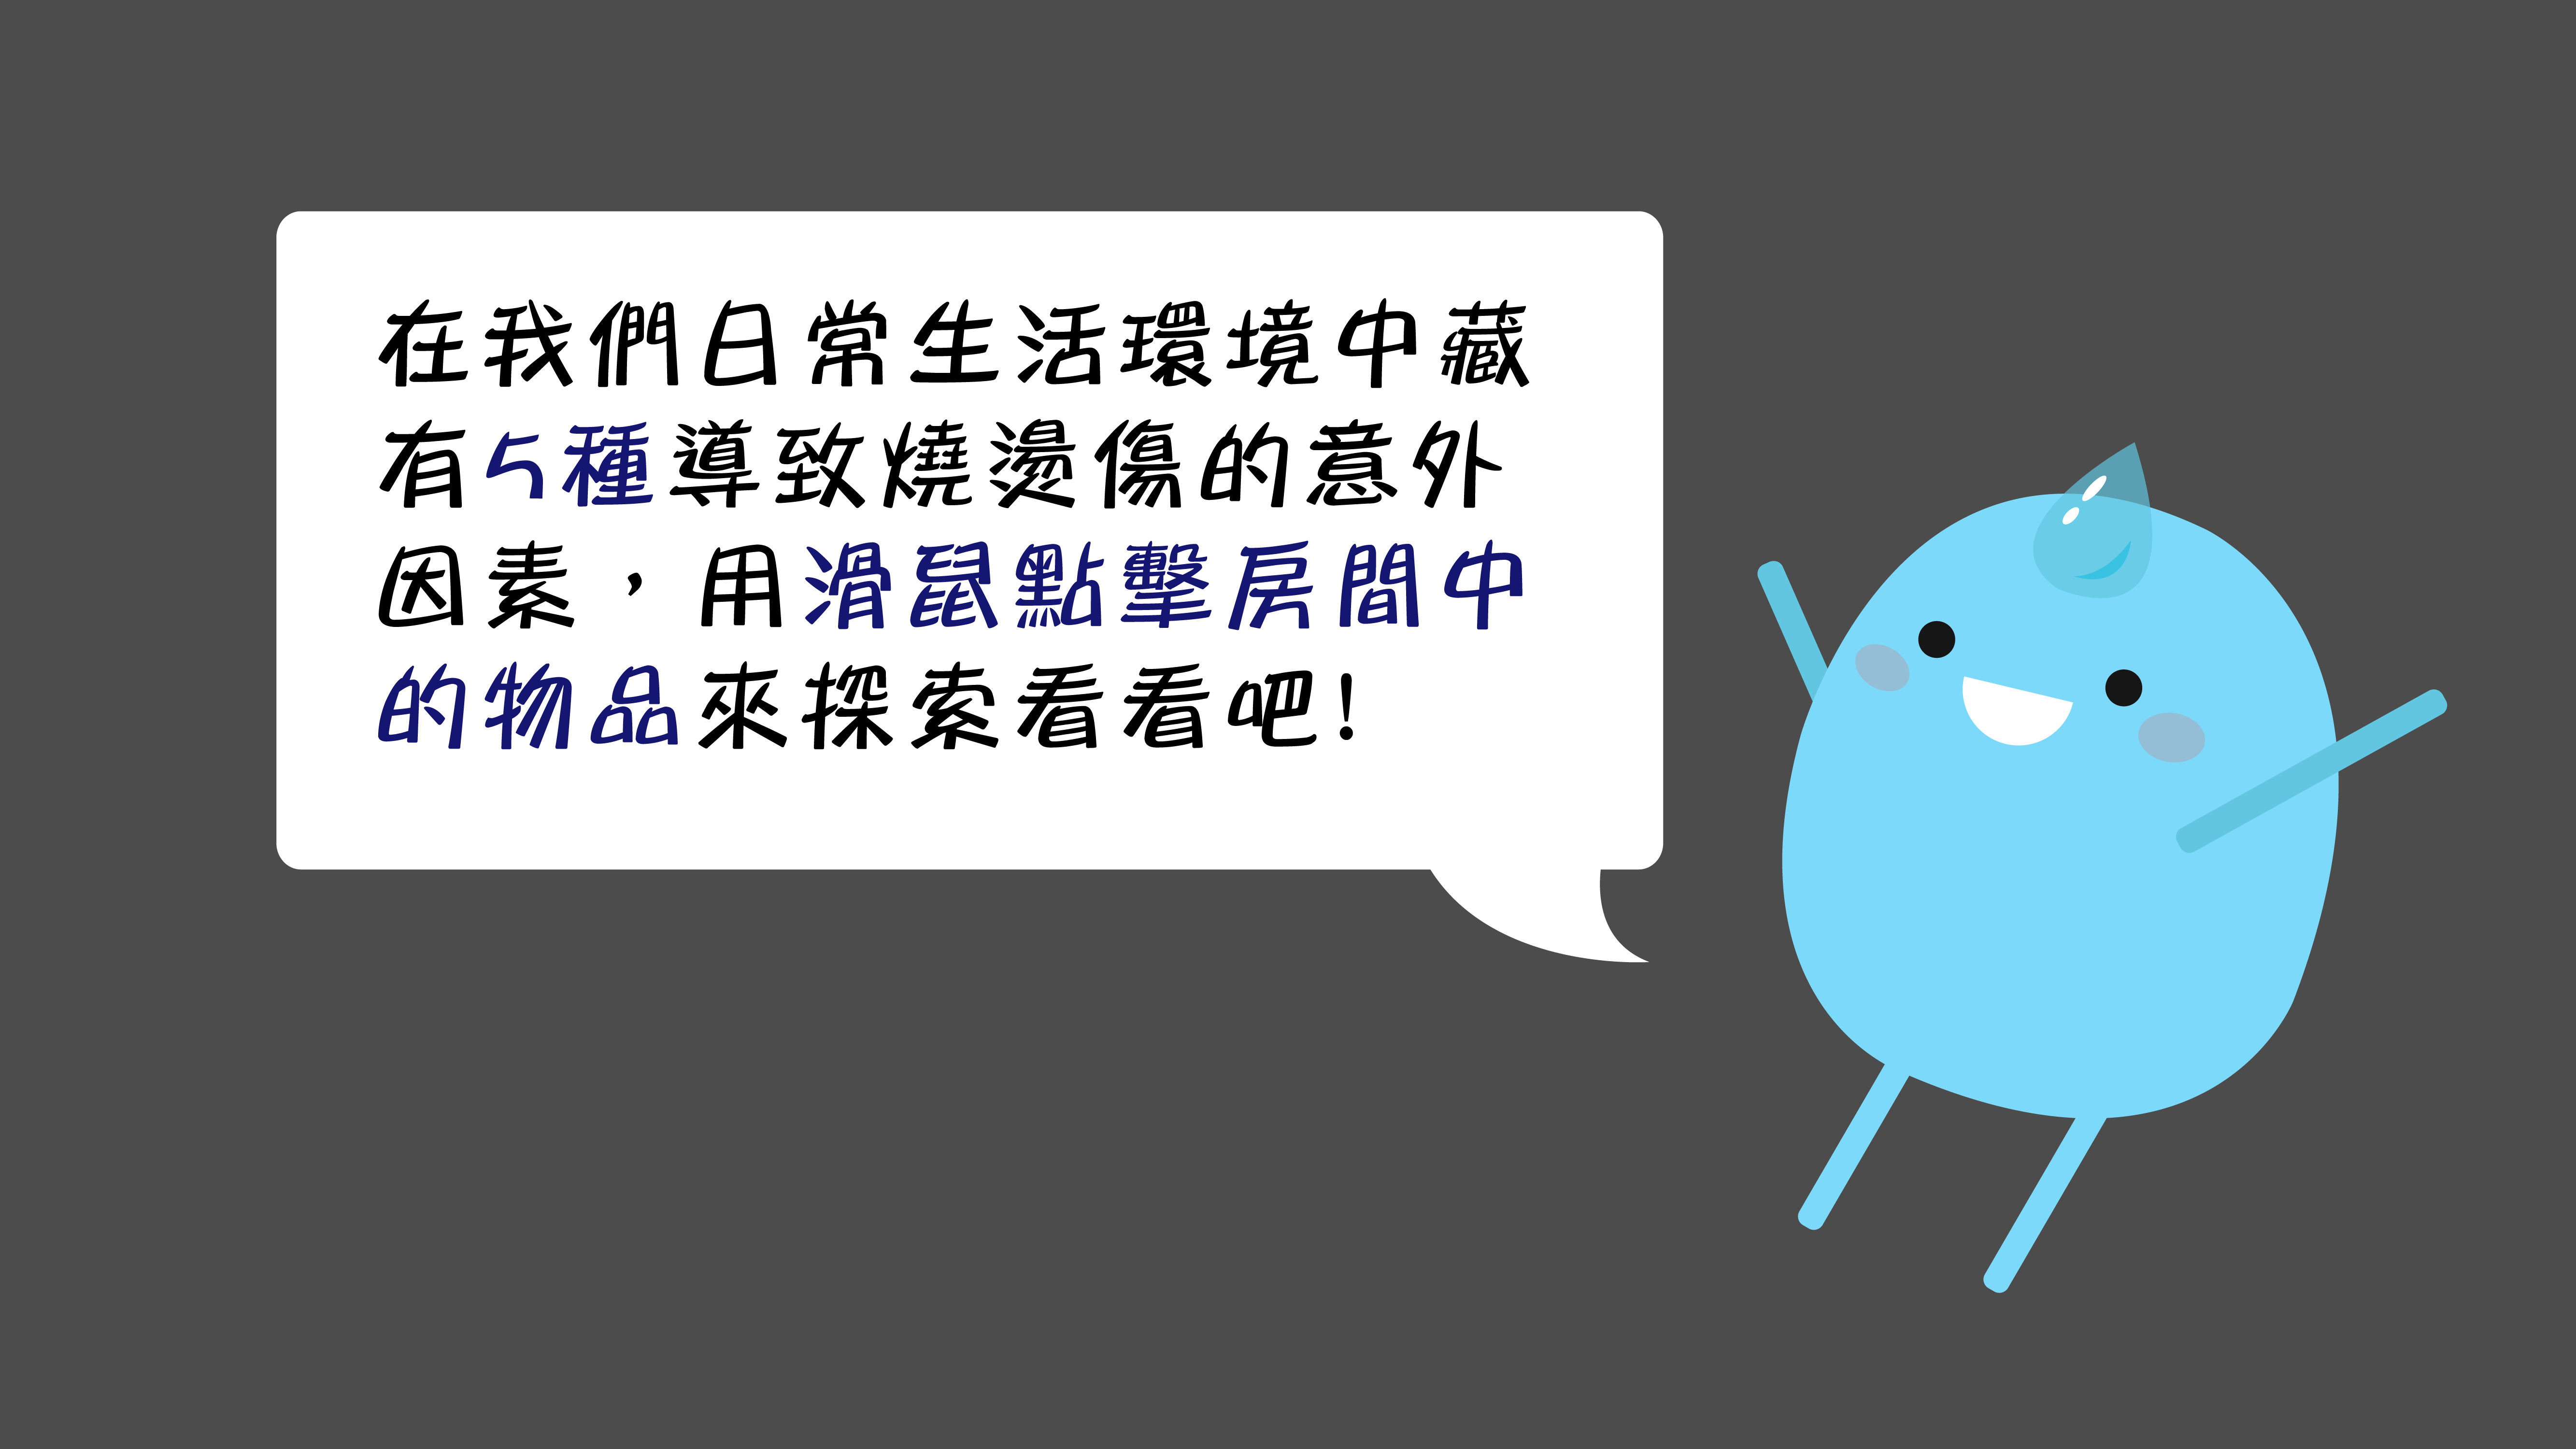 在我們日常生活環境中藏
有5種導致燒燙傷的意外
因素，用滑鼠點擊房間中
的物品來探索看看吧！